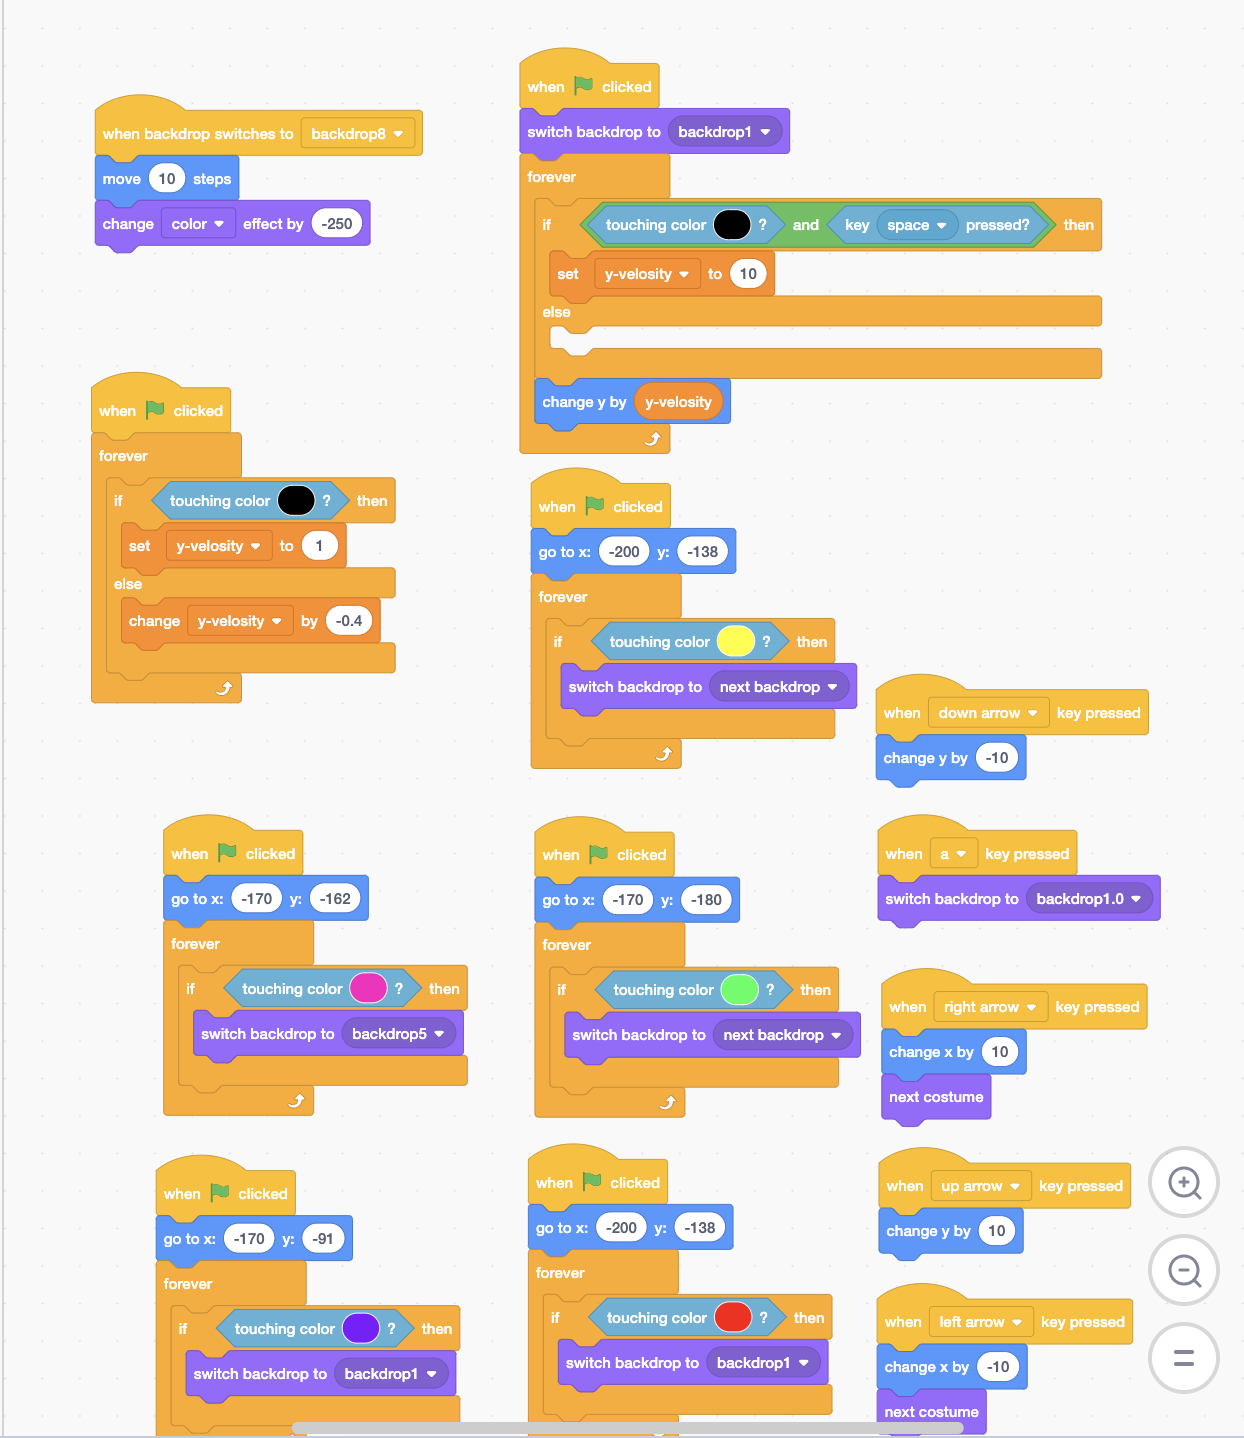 when backdrop switches to backdrop8
move 10 steps
change color effect by -250
when clicked
forever
if touching color ? then
set y-velosity to 1
else
change y-velosity by -0.4
when clicked
switch backdrop to backdrop1
forever
if touching color ? and key space pressed? then
set y-velosity to 10
else
change y by y-velosity
when clicked
go to x: -200 y: -138
forever
if touching color ? then
switch backdrop to next backdrop
when down arrow key pressed
change y by -10
when clicked
go to x: -170 y: -162
forever
if touching color ? then
switch backdrop to backdrop5
when clicked
go to x: -170 y: -180
forever
if touching color ? then
switch backdrop to next backdrop
when a key pressed
switch backdrop to backdrop1.0
when right arrow key pressed
change x by 10
next costume
when clicked
go to x: -170 y: -91
forever
if touching color ? then
switch backdrop to backdrop1
when clicked
go to x: -200 y: -138
forever
if touching color ? then
switch backdrop to backdrop1
when up arrow key pressed
change y by 10
when left arrow key pressed
change x by -10
next costume